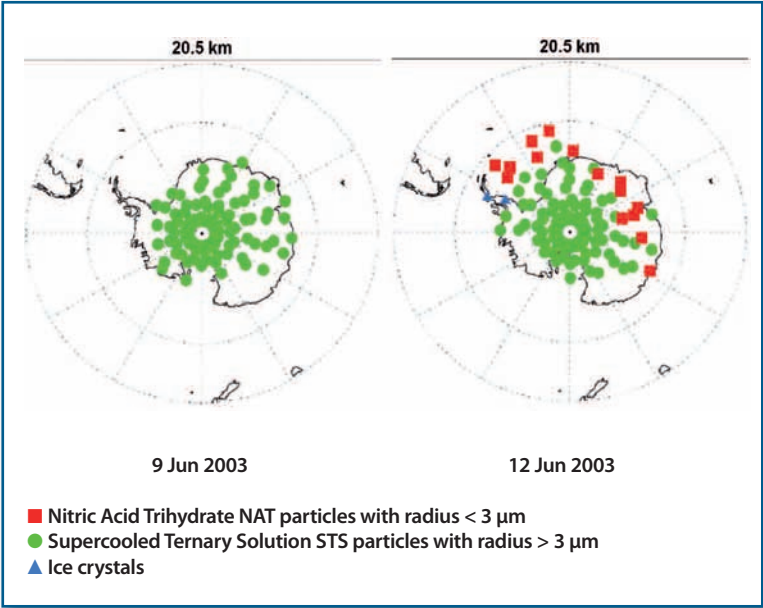 20.5 km
20.5 km
9 Jun 2003
12 Jun 2003
Nitric Acid Trihydrate NAT particles with radius < 3 µm
Supercooled Ternary Solution STS particles with radius > 3 µm
Ice crystals